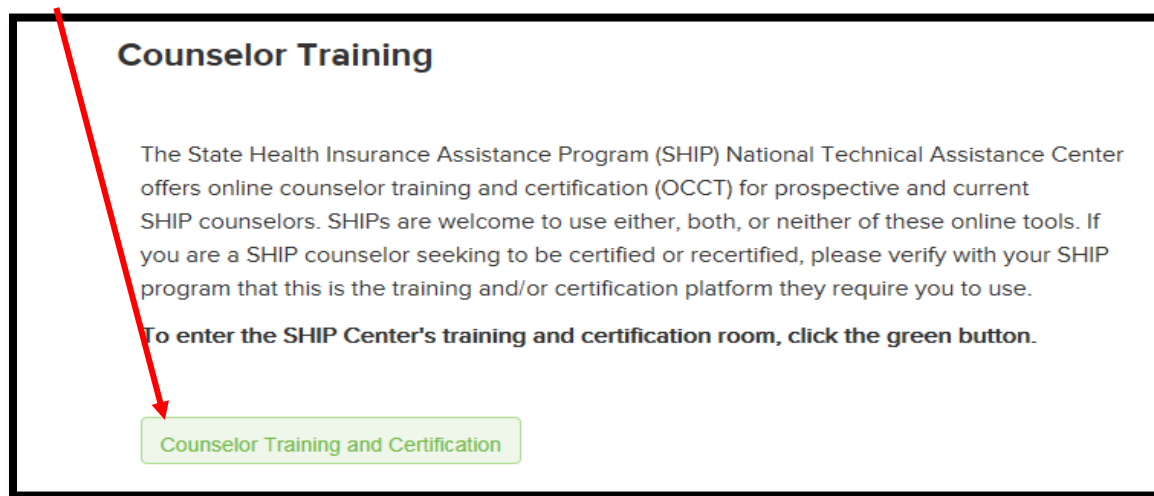 Counselor Training
The State Health Insurance Assistance Program (SHIP) National Technical Assistance Center
offers online counselor training and certification (OCCT) for prospective and current
SHIP counselors. SHIPs are welcome to use either, both, or neither of these online tools. If
you are a SHIP counselor seeking to be certified or recertified, please verify with your SHIP
program that this is the training and/or certification platform they require you to use.
To enter the SHIP Center's training and certification room, click the green button.
Counselor Training and Certification